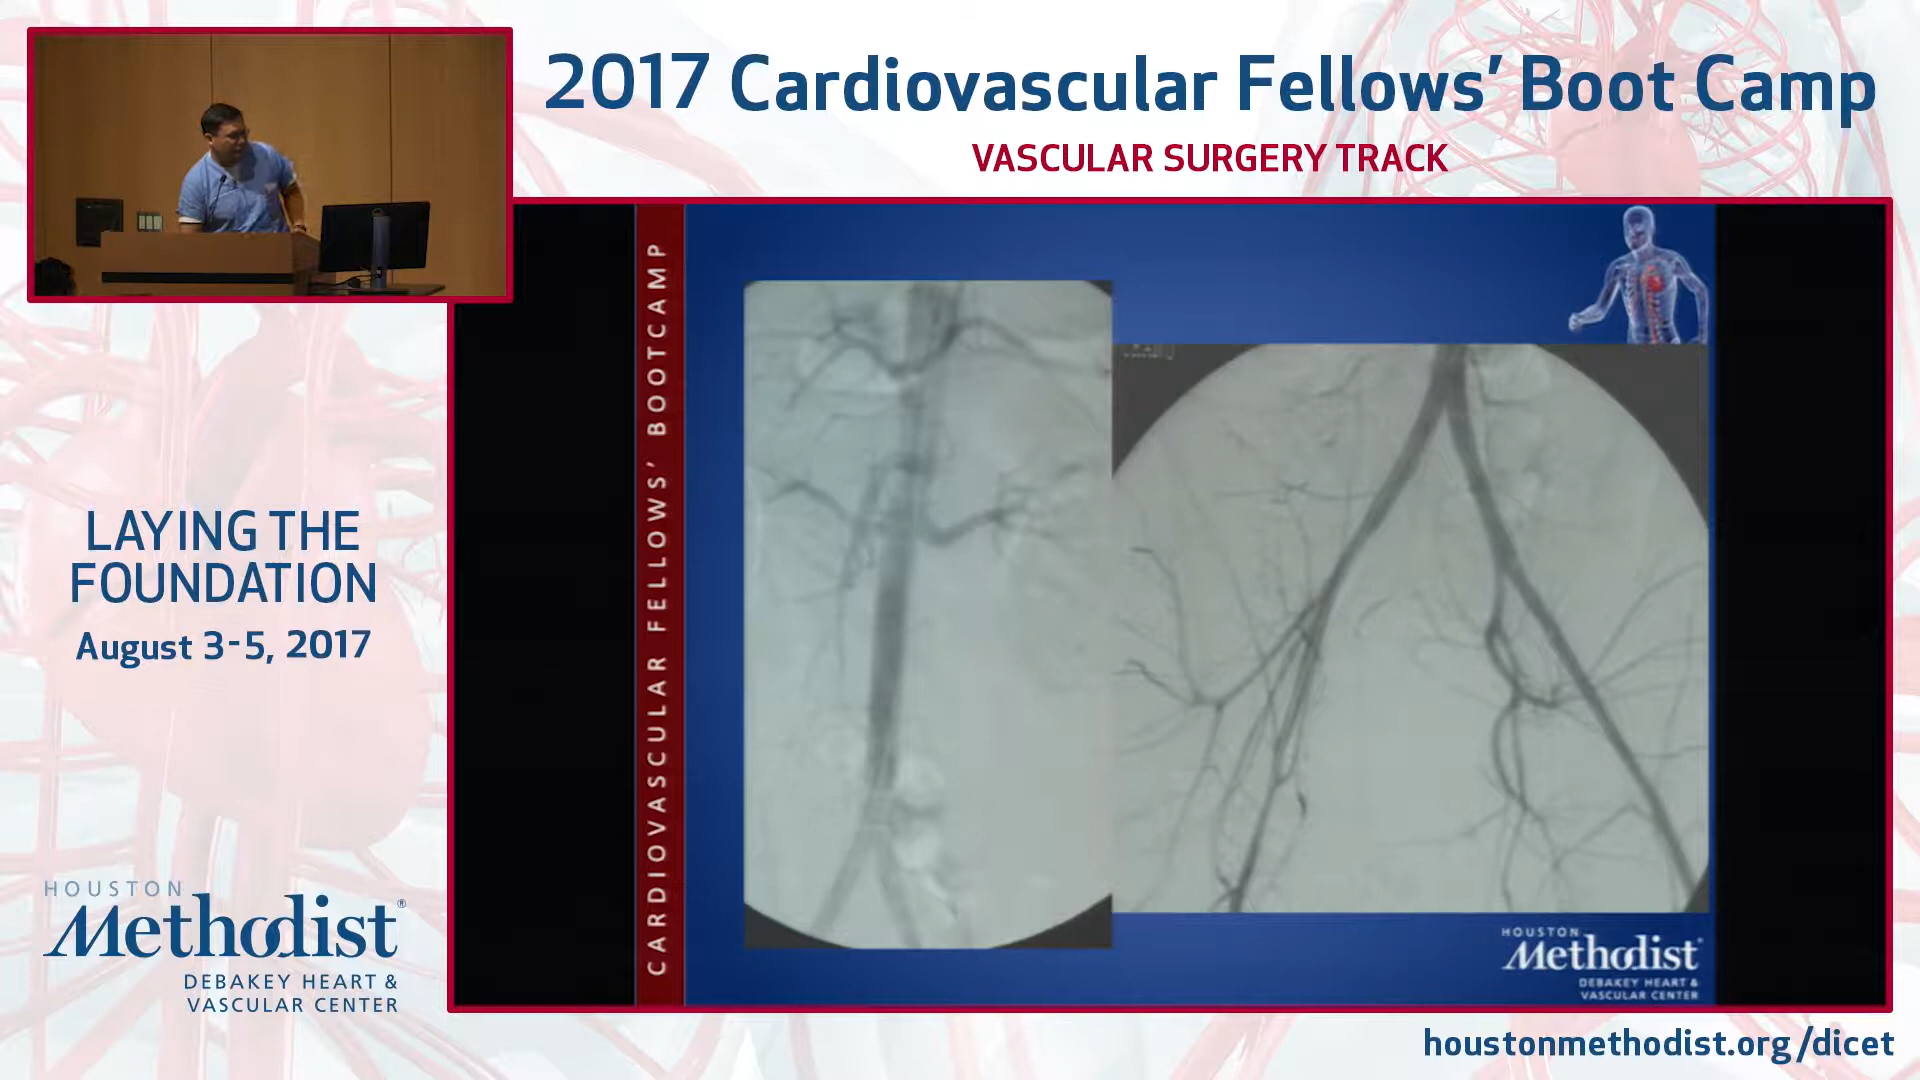 2017 Cardiovascular Fellows’ Boot Camp
VASCULAR SURGERY TRACK
LAYING THE
FOUNDATION
August 3-5, 2017
HOUSTON
Methodist®
DEBAKEY HEART &
VASCULAR CENTER
CARDIOVASCULAR FELLOWS’ BOOTCAMP
HOUSTON
Methodist
DEBAKEY HEART &
VASCULAR CENTER
houstonmethodist.org/dicet